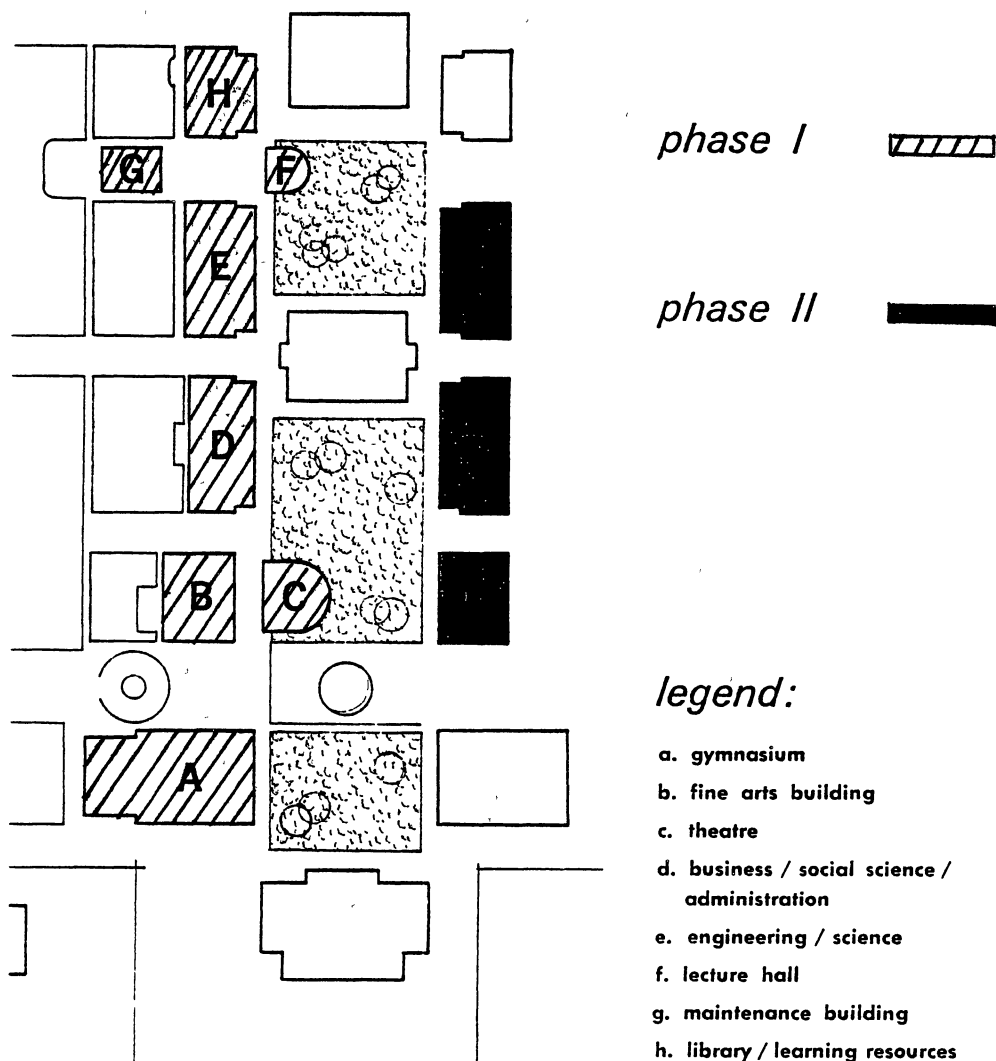 H
G
F
E
D
B
C
A
phase I
phase II
legend:
a. gymnasium
b. fine arts building
c. theatre
d. business / social science /
administration
e. engineering / science
f. lecture hall
g. maintenance building
h. library / learning resources